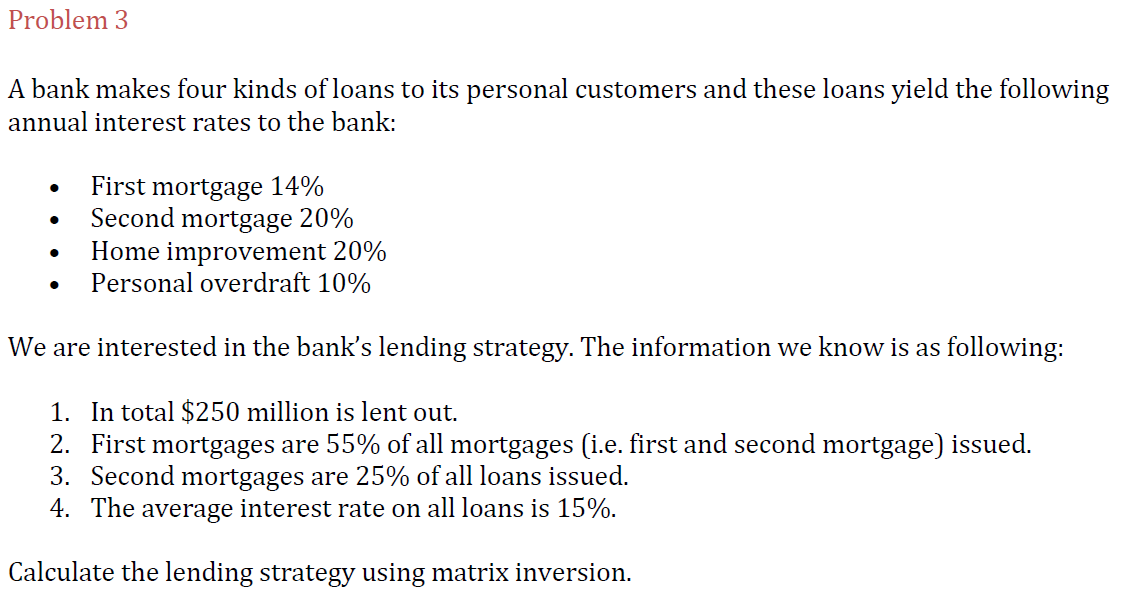 Problem 3
A bank makes four kinds of loans to its personal customers and these loans yield the following
annual interest rates to the bank:
• First mortgage 14%
• Second mortgage 20%
• Home improvement 20%
• Personal overdraft 10%
We are interested in the bank’s lending strategy. The information we know is as following:
1. In total $250 million is lent out.
2. First mortgages are 55% of all mortgages (i.e. first and second mortgage) issued.
3. Second mortgages are 25% of all loans issued.
4. The average interest rate on all loans is 15%.
Calculate the lending strategy using matrix inversion.